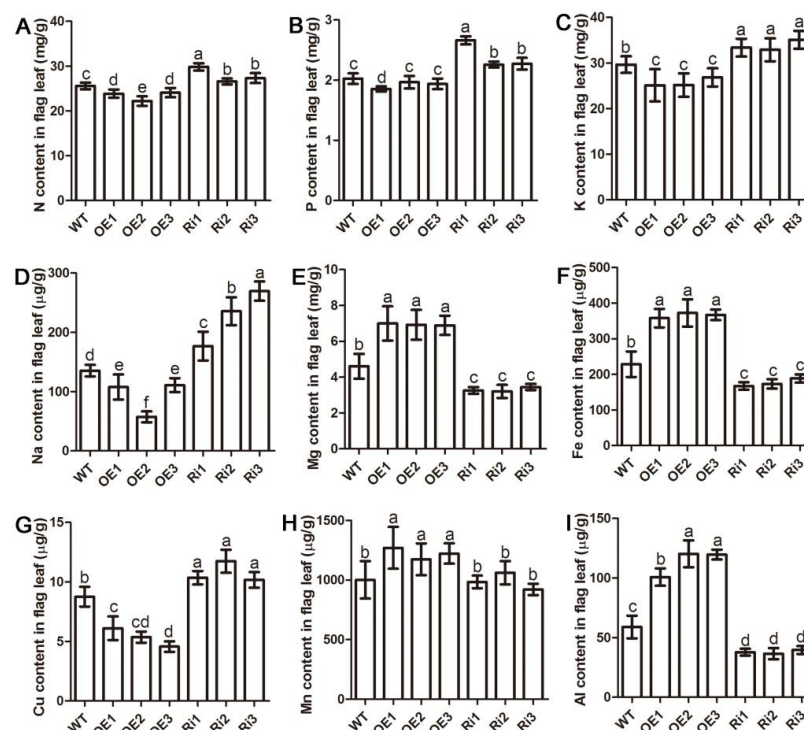 A
N content in flag leaf (mg/g)
40
30
20
10
0
c d e d a b b
WT OE1 OE2 OE3 Ri1 Ri2 Ri3
B
P content in flag leaf (mg/g)
3
2
1
0
c d c c a b b
WT OE1 OE2 OE3 Ri1 Ri2 Ri3
C
K content in flag leaf (mg/g)
40
30
20
10
0
b c c c a a a
WT OE1 OE2 OE3 Ri1 Ri2 Ri3
D
Na content in flag leaf (µg/g)
300
200
100
0
d e f e c b a
WT OE1 OE2 OE3 Ri1 Ri2 Ri3
E
Mg content in flag leaf (mg/g)
10
8
6
4
2
0
b a a a c c c
WT OE1 OE2 OE3 Ri1 Ri2 Ri3
F
Fe content in flag leaf (µg/g)
500
400
300
200
100
0
b a a a c c c
WT OE1 OE2 OE3 Ri1 Ri2 Ri3
G
Cu content in flag leaf (µg/g)
15
10
5
0
b c cd d a a a
WT OE1 OE2 OE3 Ri1 Ri2 Ri3
H
Mn content in flag leaf (µg/g)
1500
1000
500
0
b a a a b b b
WT OE1 OE2 OE3 Ri1 Ri2 Ri3
I
Al content in flag leaf (µg/g)
150
100
50
0
c b a a d d d
WT OE1 OE2 OE3 Ri1 Ri2 Ri3